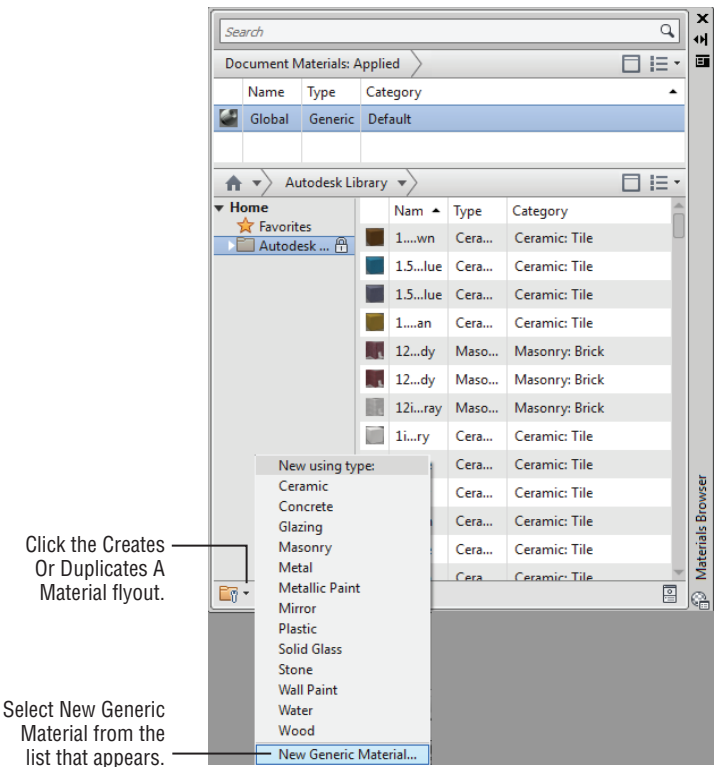 Search
Document Materials: Applied
Name Type Category
Global Generic Default
Autodesk Library
Home
Favorites
Autodesk ...
Nam Type Category
1....wn Cera... Ceramic: Tile
1.5...lue Cera... Ceramic: Tile
1.5...lue Cera... Ceramic: Tile
1....an Cera... Ceramic: Tile
12...dy Maso... Masonry: Brick
12...dy Maso... Masonry: Brick
12i...ray Maso... Masonry: Brick
1i...ry Cera... Ceramic: Tile
Cera... Ceramic: Tile
Cera... Ceramic: Tile
Cera... Ceramic: Tile
Cera... Ceramic: Tile
Cera... Ceramic: Tile
New using type:
Ceramic
Concrete
Glazing
Masonry
Metal
Metallic Paint
Mirror
Plastic
Solid Glass
Stone
Wall Paint
Water
Wood
New Generic Material...
Materials Browser
Click the Creates
Or Duplicates A
Material flyout.
Select New Generic
Material from the
list that appears.